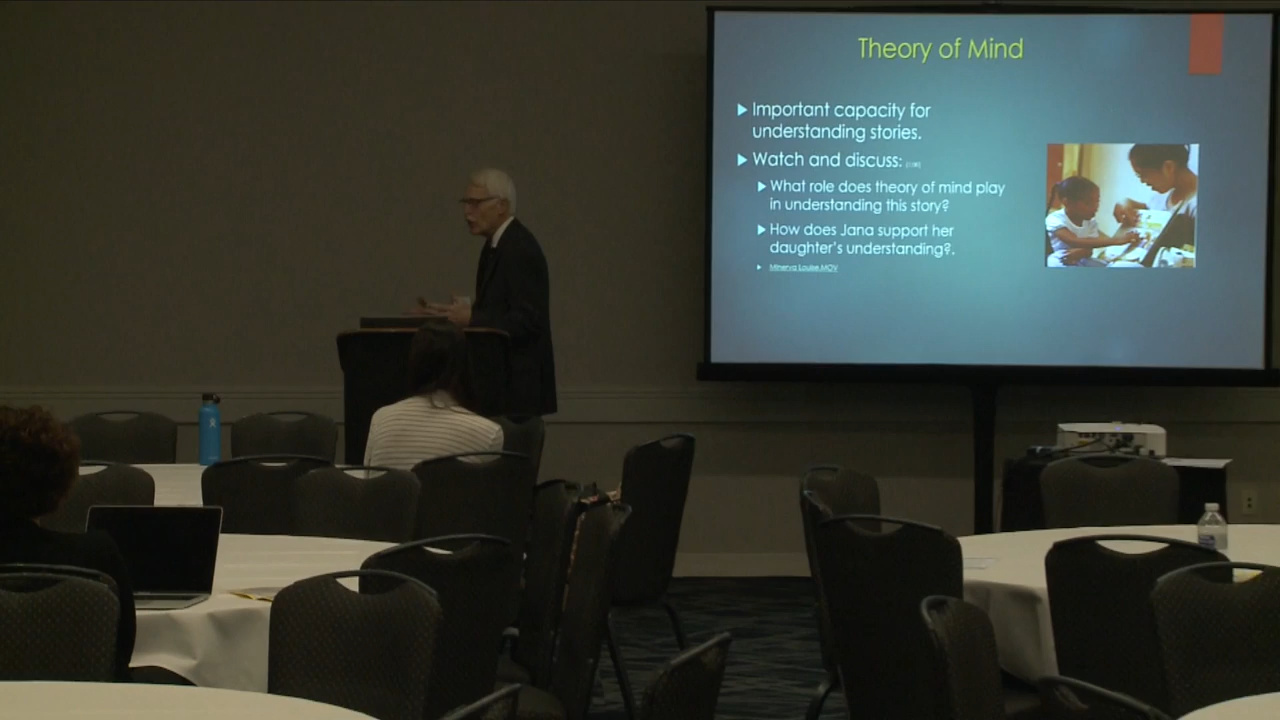 Theory of Mind
Important capacity for
understanding stories.
Watch and discuss:
What role does theory of mind play
in understanding this story?
How does Jana support her
daughter's understanding?.
Minerva Louise.MOV